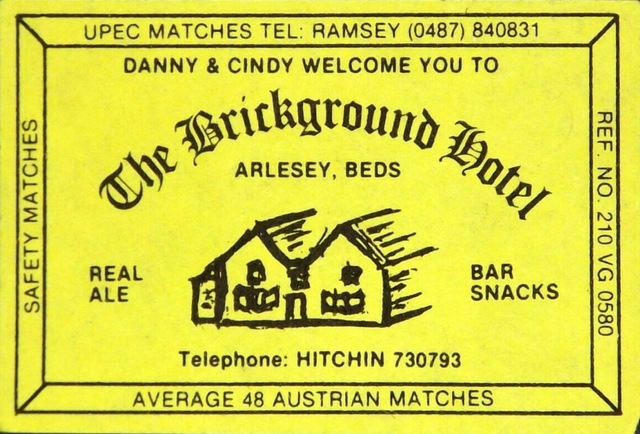 UPEC MATCHES TEL: RAMSEY (0487) 840831
DANNY & CINDY WELCOME YOU TO
The Brickground Hotel
ARLESEY, BEDS
REAL
ALE
BAR
SNACKS
Telephone: HITCHIN 730793
AVERAGE 48 AUSTRIAN MATCHES
SAFETY MATCHES
REF. NO. 210 VG 0580